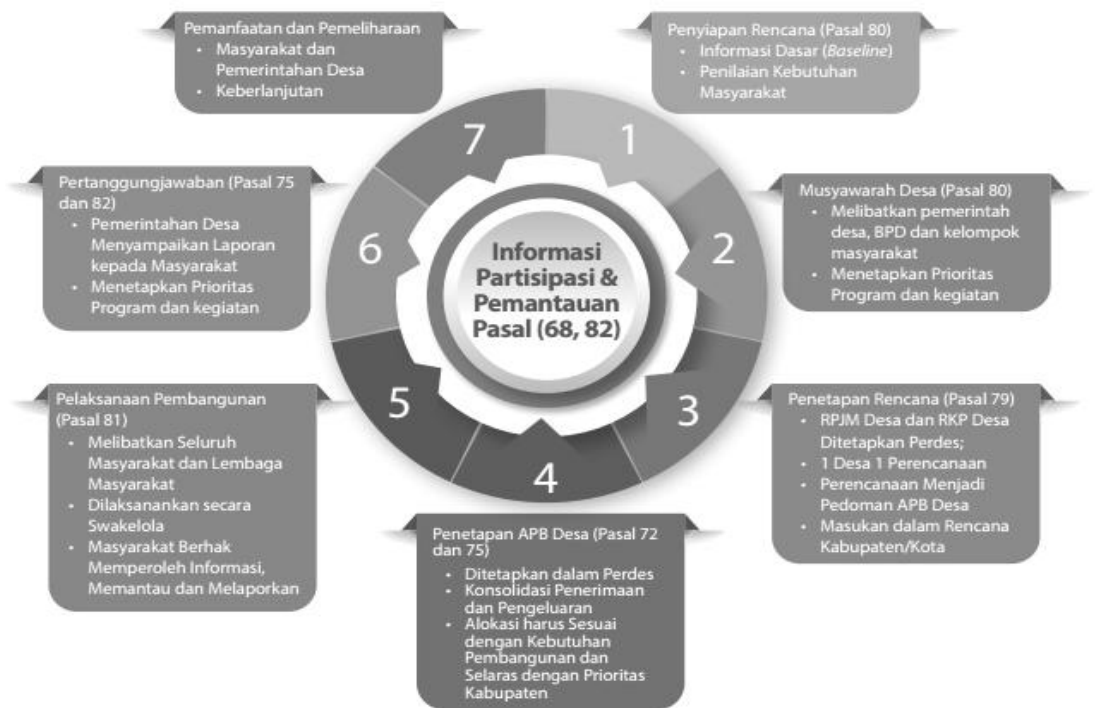 Penyiapan Rencana (Pasal 80)
• Informasi Dasar (Baseline)
• Penilaian Kebutuhan
Masyarakat
Musyawarah Desa (Pasal 80)
• Melibatkan pemerintah
desa, BPD dan kelompok
masyarakat
• Menetapkan Prioritas
Program dan kegiatan
Penetapan Rencana (Pasal 79)
• RPJM Desa dan RKP Desa
Ditetapkan Perdes;
• 1 Desa 1 Perencanaan
• Perencanaan Menjadi
Pedoman APB Desa
• Masukan dalam Rencana
Kabupaten/Kota
Penetapan APB Desa (Pasal 72
dan 75)
• Ditetapkan dalam Perdes
• Konsolidasi Penerimaan
dan Pengeluaran
• Alokasi harus Sesuai
dengan Kebutuhan
Pembangunan dan
Selaras dengan Prioritas
Kabupaten
Pelaksanaan Pembangunan
(Pasal 81)
• Melibatkan Seluruh
Masyarakat dan Lembaga
Masyarakat
• Dilaksanankan secara
Swakelola
• Masyarakat Berhak
Memperoleh Informasi,
Memantau dan Melaporkan
Pertanggungjawaban (Pasal 75
dan 82)
• Pemerintahan Desa
Menyampaikan Laporan
kepada Masyarakat
• Menetapkan Prioritas
Program dan kegiatan
Pemanfaatan dan Pemeliharaan
• Masyarakat dan
Pemerintahan Desa
• Keberlanjutan
1
2
3
4
5
6
7
Informasi
Partisipasi &
Pemantauan
Pasal (68, 82)